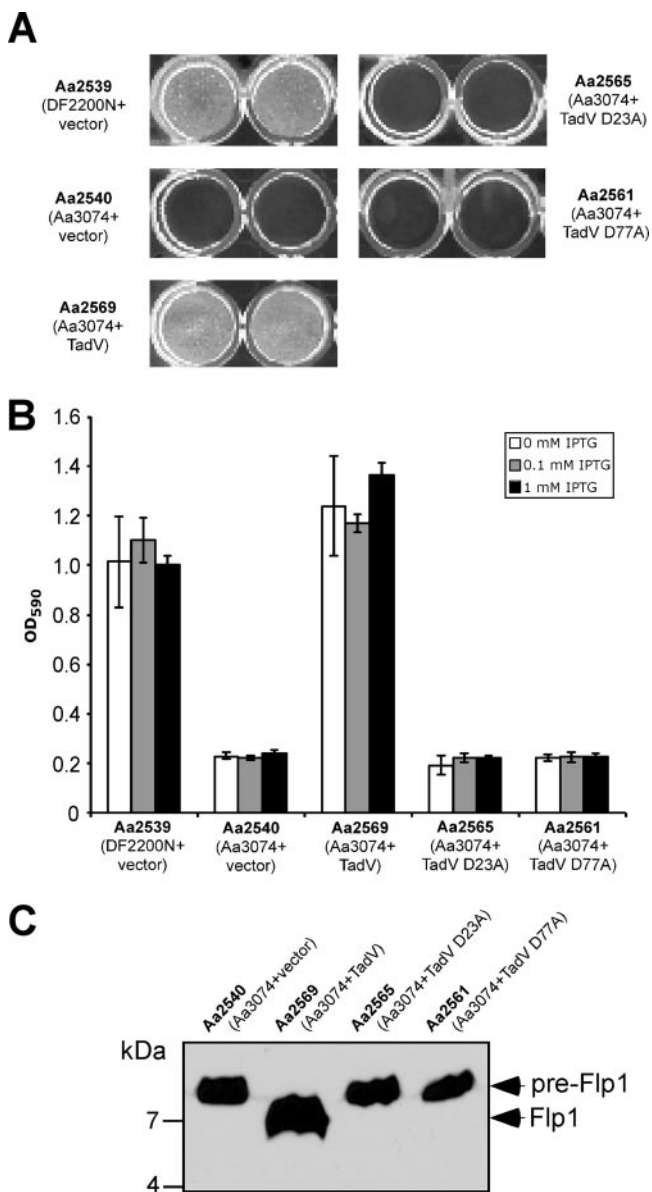 A
Aa2539
(DF2200N+
vector)
Aa2565
(Aa3074+
TadV D23A)
Aa2540
(Aa3074+
vector)
Aa2561
(Aa3074+
TadV D77A)
Aa2569
(Aa3074+
TadV)
B
1.6
1.4
1.2
1.0
0.8
0.6
0.4
0.2
0
OD590
0 mM IPTG
0.1 mM IPTG
1 mM IPTG
Aa2539
(DF2200N+
vector)
Aa2540
(Aa3074+
vector)
Aa2569
(Aa3074+
TadV)
Aa2565
(Aa3074+
TadV D23A)
Aa2561
(Aa3074+
TadV D77A)
C
Aa2540
(Aa3074+vector)
Aa2569
(Aa3074+TadV)
Aa2565
(Aa3074+TadV D23A)
Aa2561
(Aa3074+TadV D77A)
kDa
pre-Flp1
7
Flp1
4